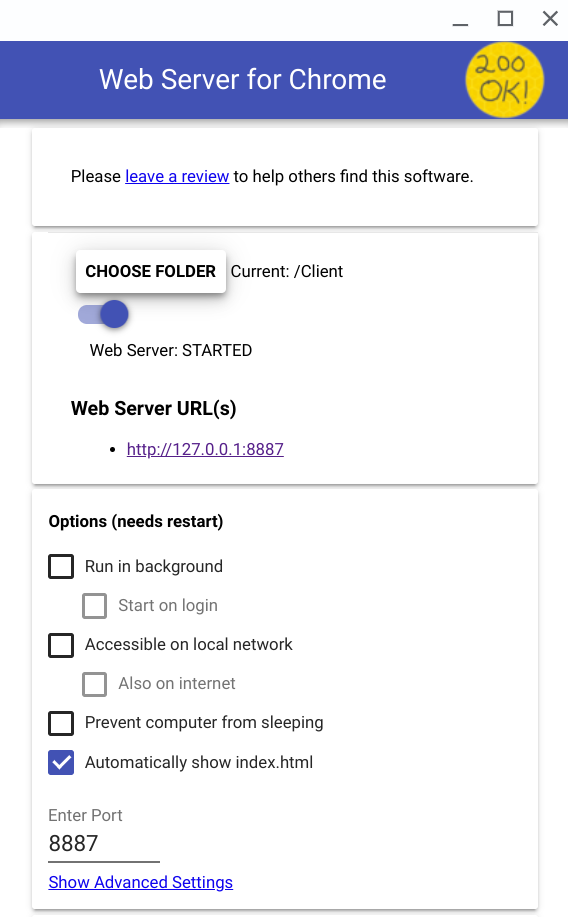 Web Server for Chrome
200
OK!
Please leave a review to help others find this software.
CHOOSE FOLDER Current: /Client
Web Server: STARTED
Web Server URL(s)
• http://127.0.0.1:8887
Options (needs restart)
Run in background
Start on login
Accessible on local network
Also on internet
Prevent computer from sleeping
Automatically show index.html
Enter Port
8887
Show Advanced Settings